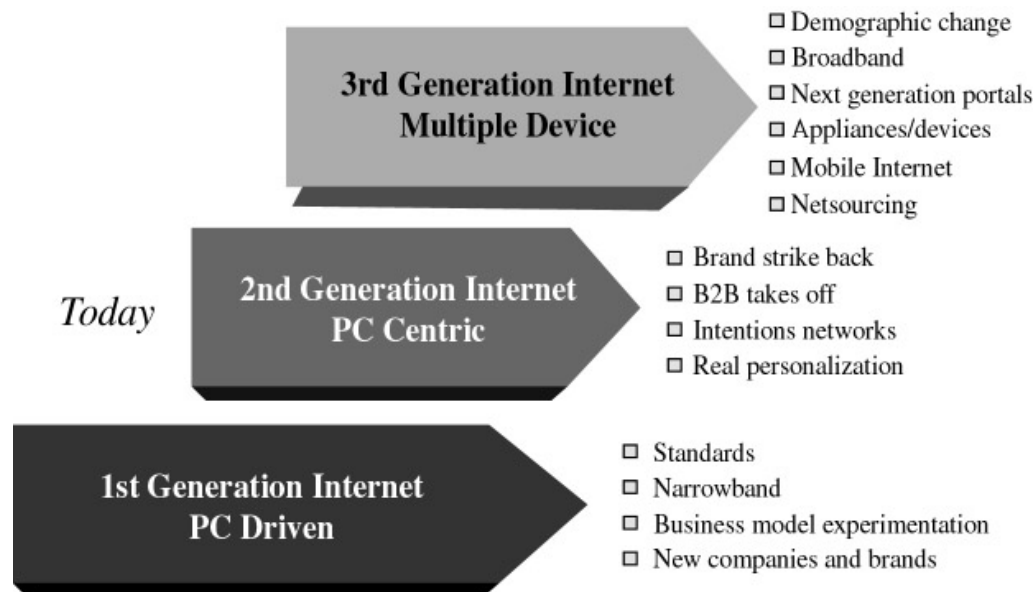 3rd Generation Internet
Multiple Device
Demographic change
Broadband
Next generation portals
Appliances/devices
Mobile Internet
Netsourcing
Today
2nd Generation Internet
PC Centric
Brand strike back
B2B takes off
Intentions networks
Real personalization
1st Generation Internet
PC Driven
Standards
Narrowband
Business model experimentation
New companies and brands